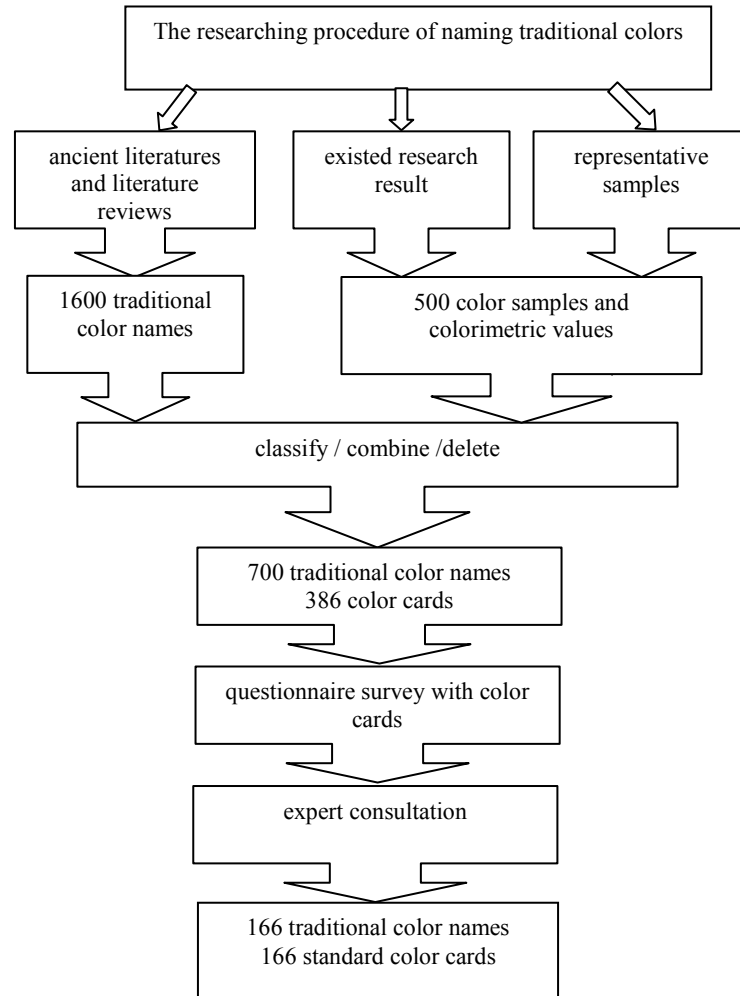 The researching procedure of naming traditional colors
ancient literatures
and literature
reviews
existed research
result
representative
samples
1600 traditional
color names
500 color samples and
colorimetric values
classify / combine /delete
700 traditional color names
386 color cards
questionnaire survey with color
cards
expert consultation
166 traditional color names
166 standard color cards